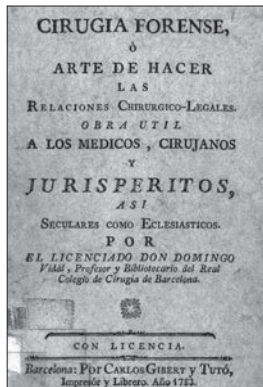 CIRUGIA FORENSE,
Ó
ARTE DE HACER
LAS
RELACIONES CHIRURGICO-LEGALES.
OBRA UTIL
A LOS MEDICOS, CIRUJANOS
Y
JURISPERITOS,
ASI
SECULARES COMO ECLESIASTICOS.
POR
EL LICENCIADO DON DOMINGO
Vidal, Profesor y Bibliotecario del Real
Colegio de Cirugia de Barcelona.
CON LICENCIA.
Barcelona: POR CARLOS GIBERT Y TUTÓ,
Impresór y Librero. Año 1783.